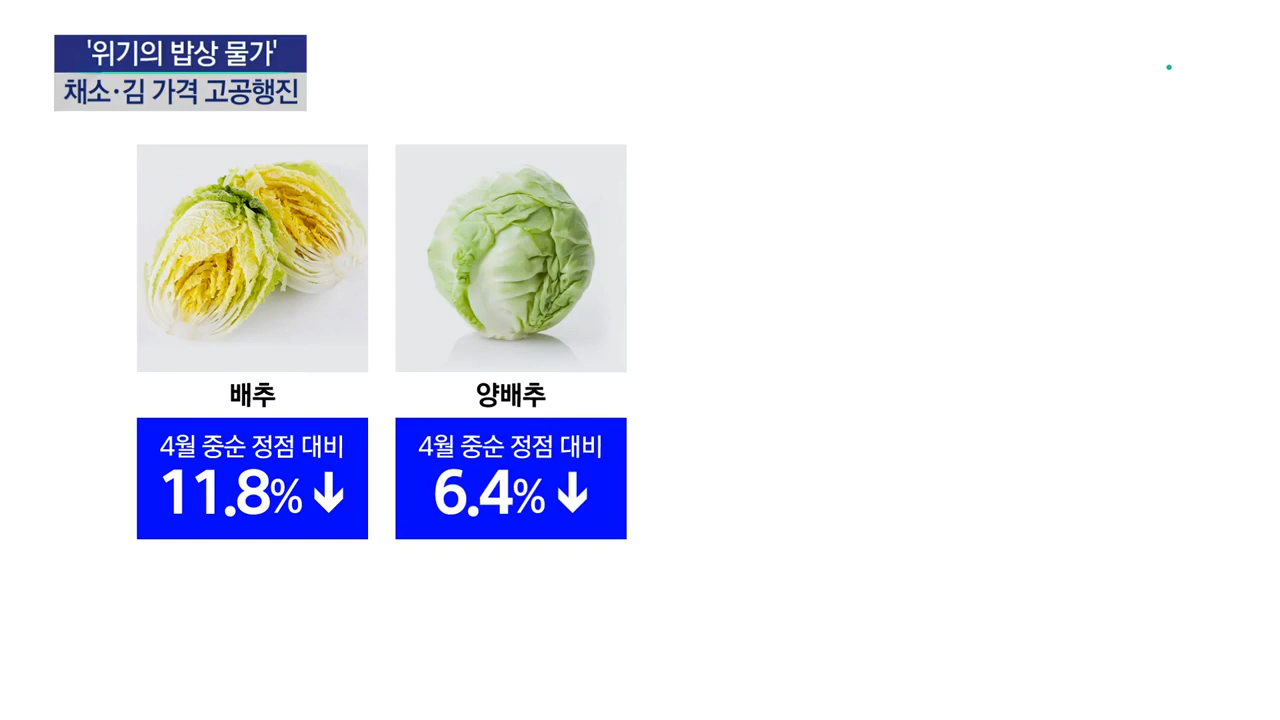 '위기의 밥상 물가'
채소·김 가격 고공행진
배추
4월 중순 정점 대비
11.8% ↓
양배추
4월 중순 정점 대비
6.4% ↓